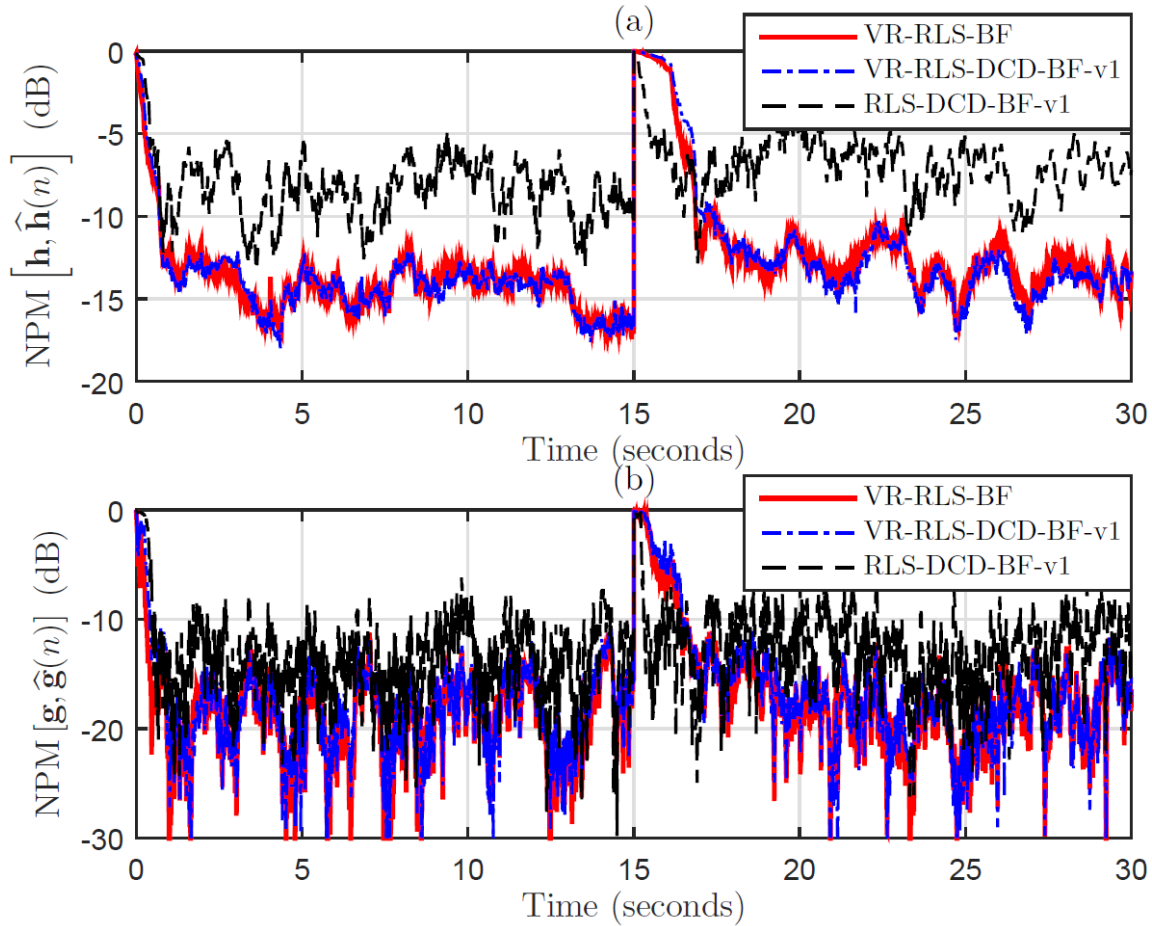 (a)
VR-RLS-BF
VR-RLS-DCD-BF-v1
RLS-DCD-BF-v1
NPM [h, ĥ(n)] (dB)
0
-5
-10
-15
-20
0 5 10 15 20 25 30
Time (seconds)
(b)
VR-RLS-BF
VR-RLS-DCD-BF-v1
RLS-DCD-BF-v1
NPM [g, ĝ(n)] (dB)
0
-10
-20
-30
0 5 10 15 20 25 30
Time (seconds)